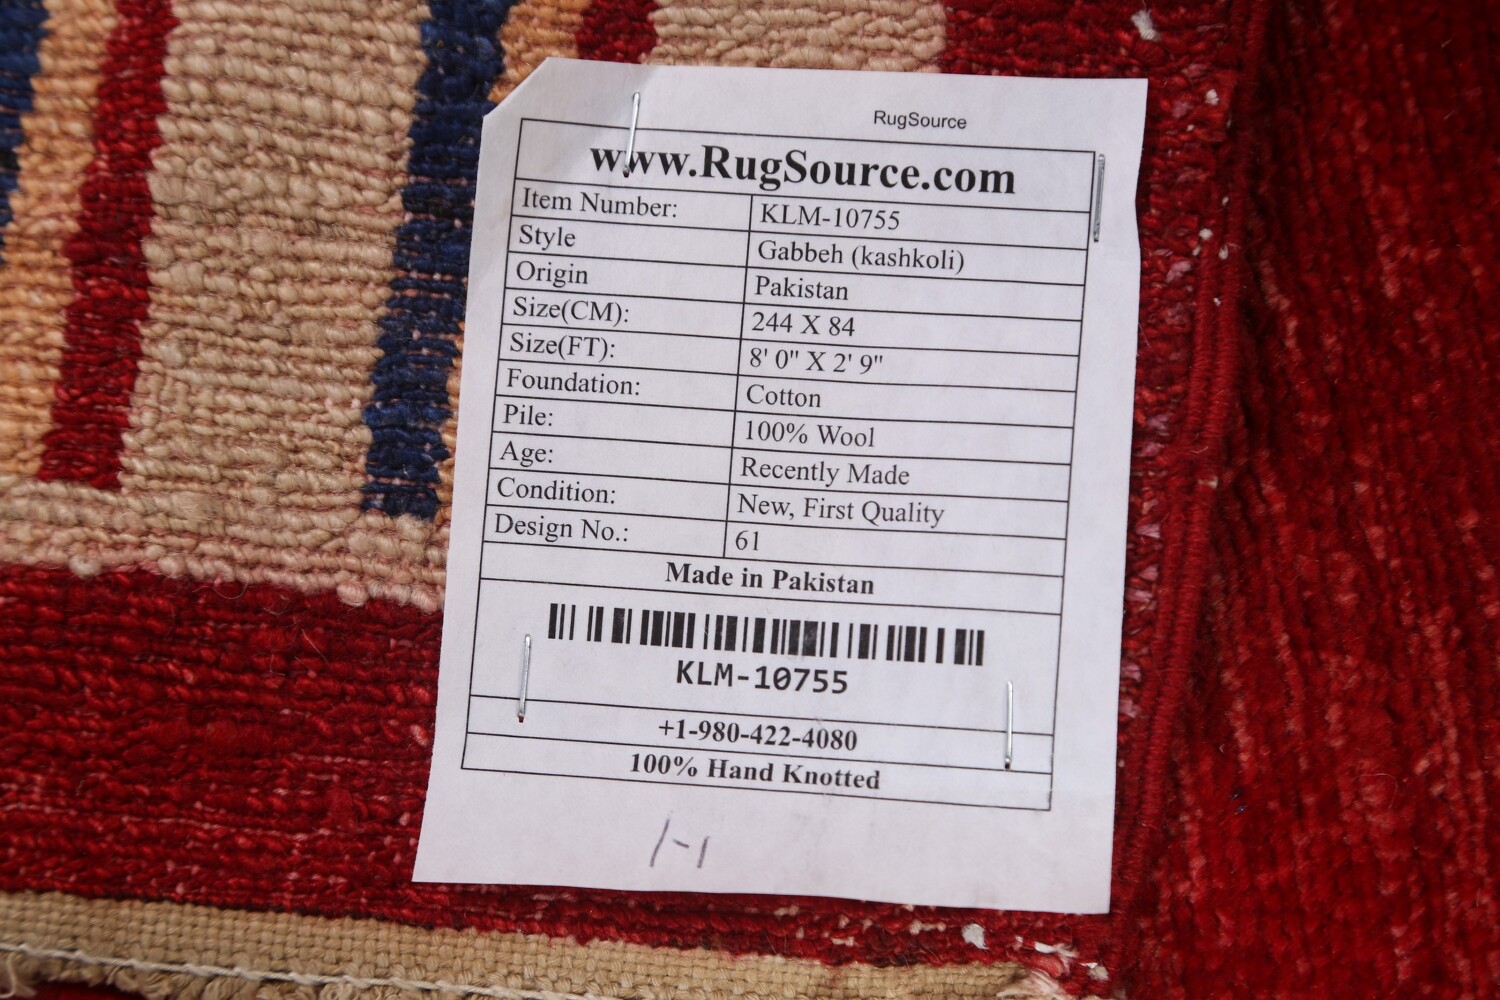 RugSource
www.RugSource.com
Item Number: KLM-10755
Style Gabbeh (kashkoli)
Origin Pakistan
Size(CM): 244 X 84
Size(FT): 8' 0" X 2' 9"
Foundation: Cotton
Pile: 100% Wool
Age: Recently Made
Condition: New, First Quality
Design No.: 61
Made in Pakistan
KLM-10755
+1-980-422-4080
100% Hand Knotted
1-1